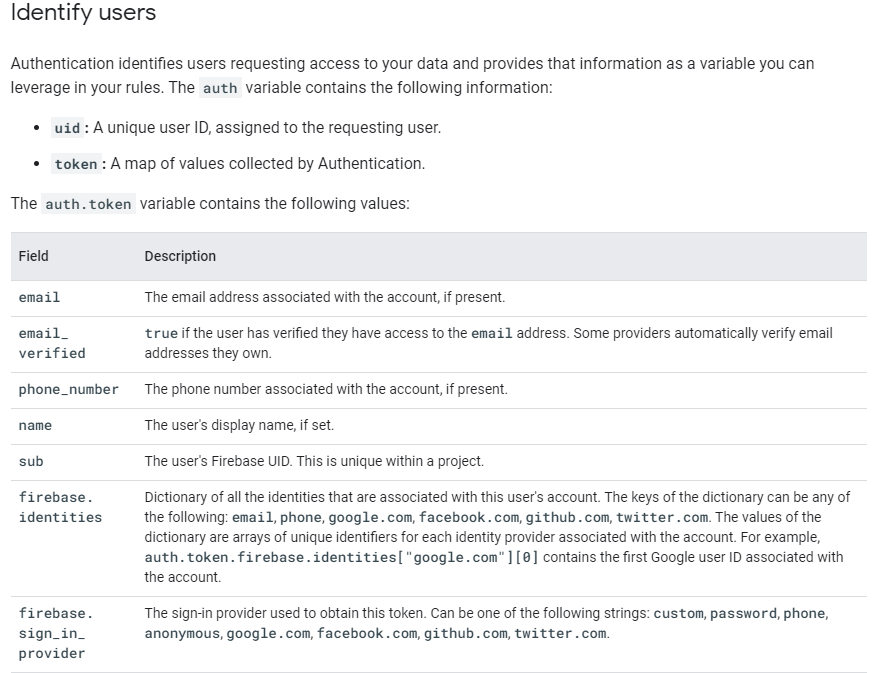 Identify users
Authentication identifies users requesting access to your data and provides that information as a variable you can
leverage in your rules. The auth variable contains the following information:
• uid : A unique user ID, assigned to the requesting user.
• token : A map of values collected by Authentication.
The auth.token variable contains the following values:
Field Description
email The email address associated with the account, if present.
email_ true if the user has verified they have access to the email address. Some providers automatically verify email
verified addresses they own.
phone_number The phone number associated with the account, if present.
name The user's display name, if set.
sub The user's Firebase UID. This is unique within a project.
firebase. Dictionary of all the identities that are associated with this user's account. The keys of the dictionary can be any of
identities the following: email, phone, google.com, facebook.com, github.com, twitter.com. The values of the
dictionary are arrays of unique identifiers for each identity provider associated with the account. For example,
auth.token.firebase.identities["google.com"][0] contains the first Google user ID associated with
the account.
firebase. The sign-in provider used to obtain this token. Can be one of the following strings: custom, password, phone,
sign_in_ anonymous, google.com, facebook.com, github.com, twitter.com.
provider